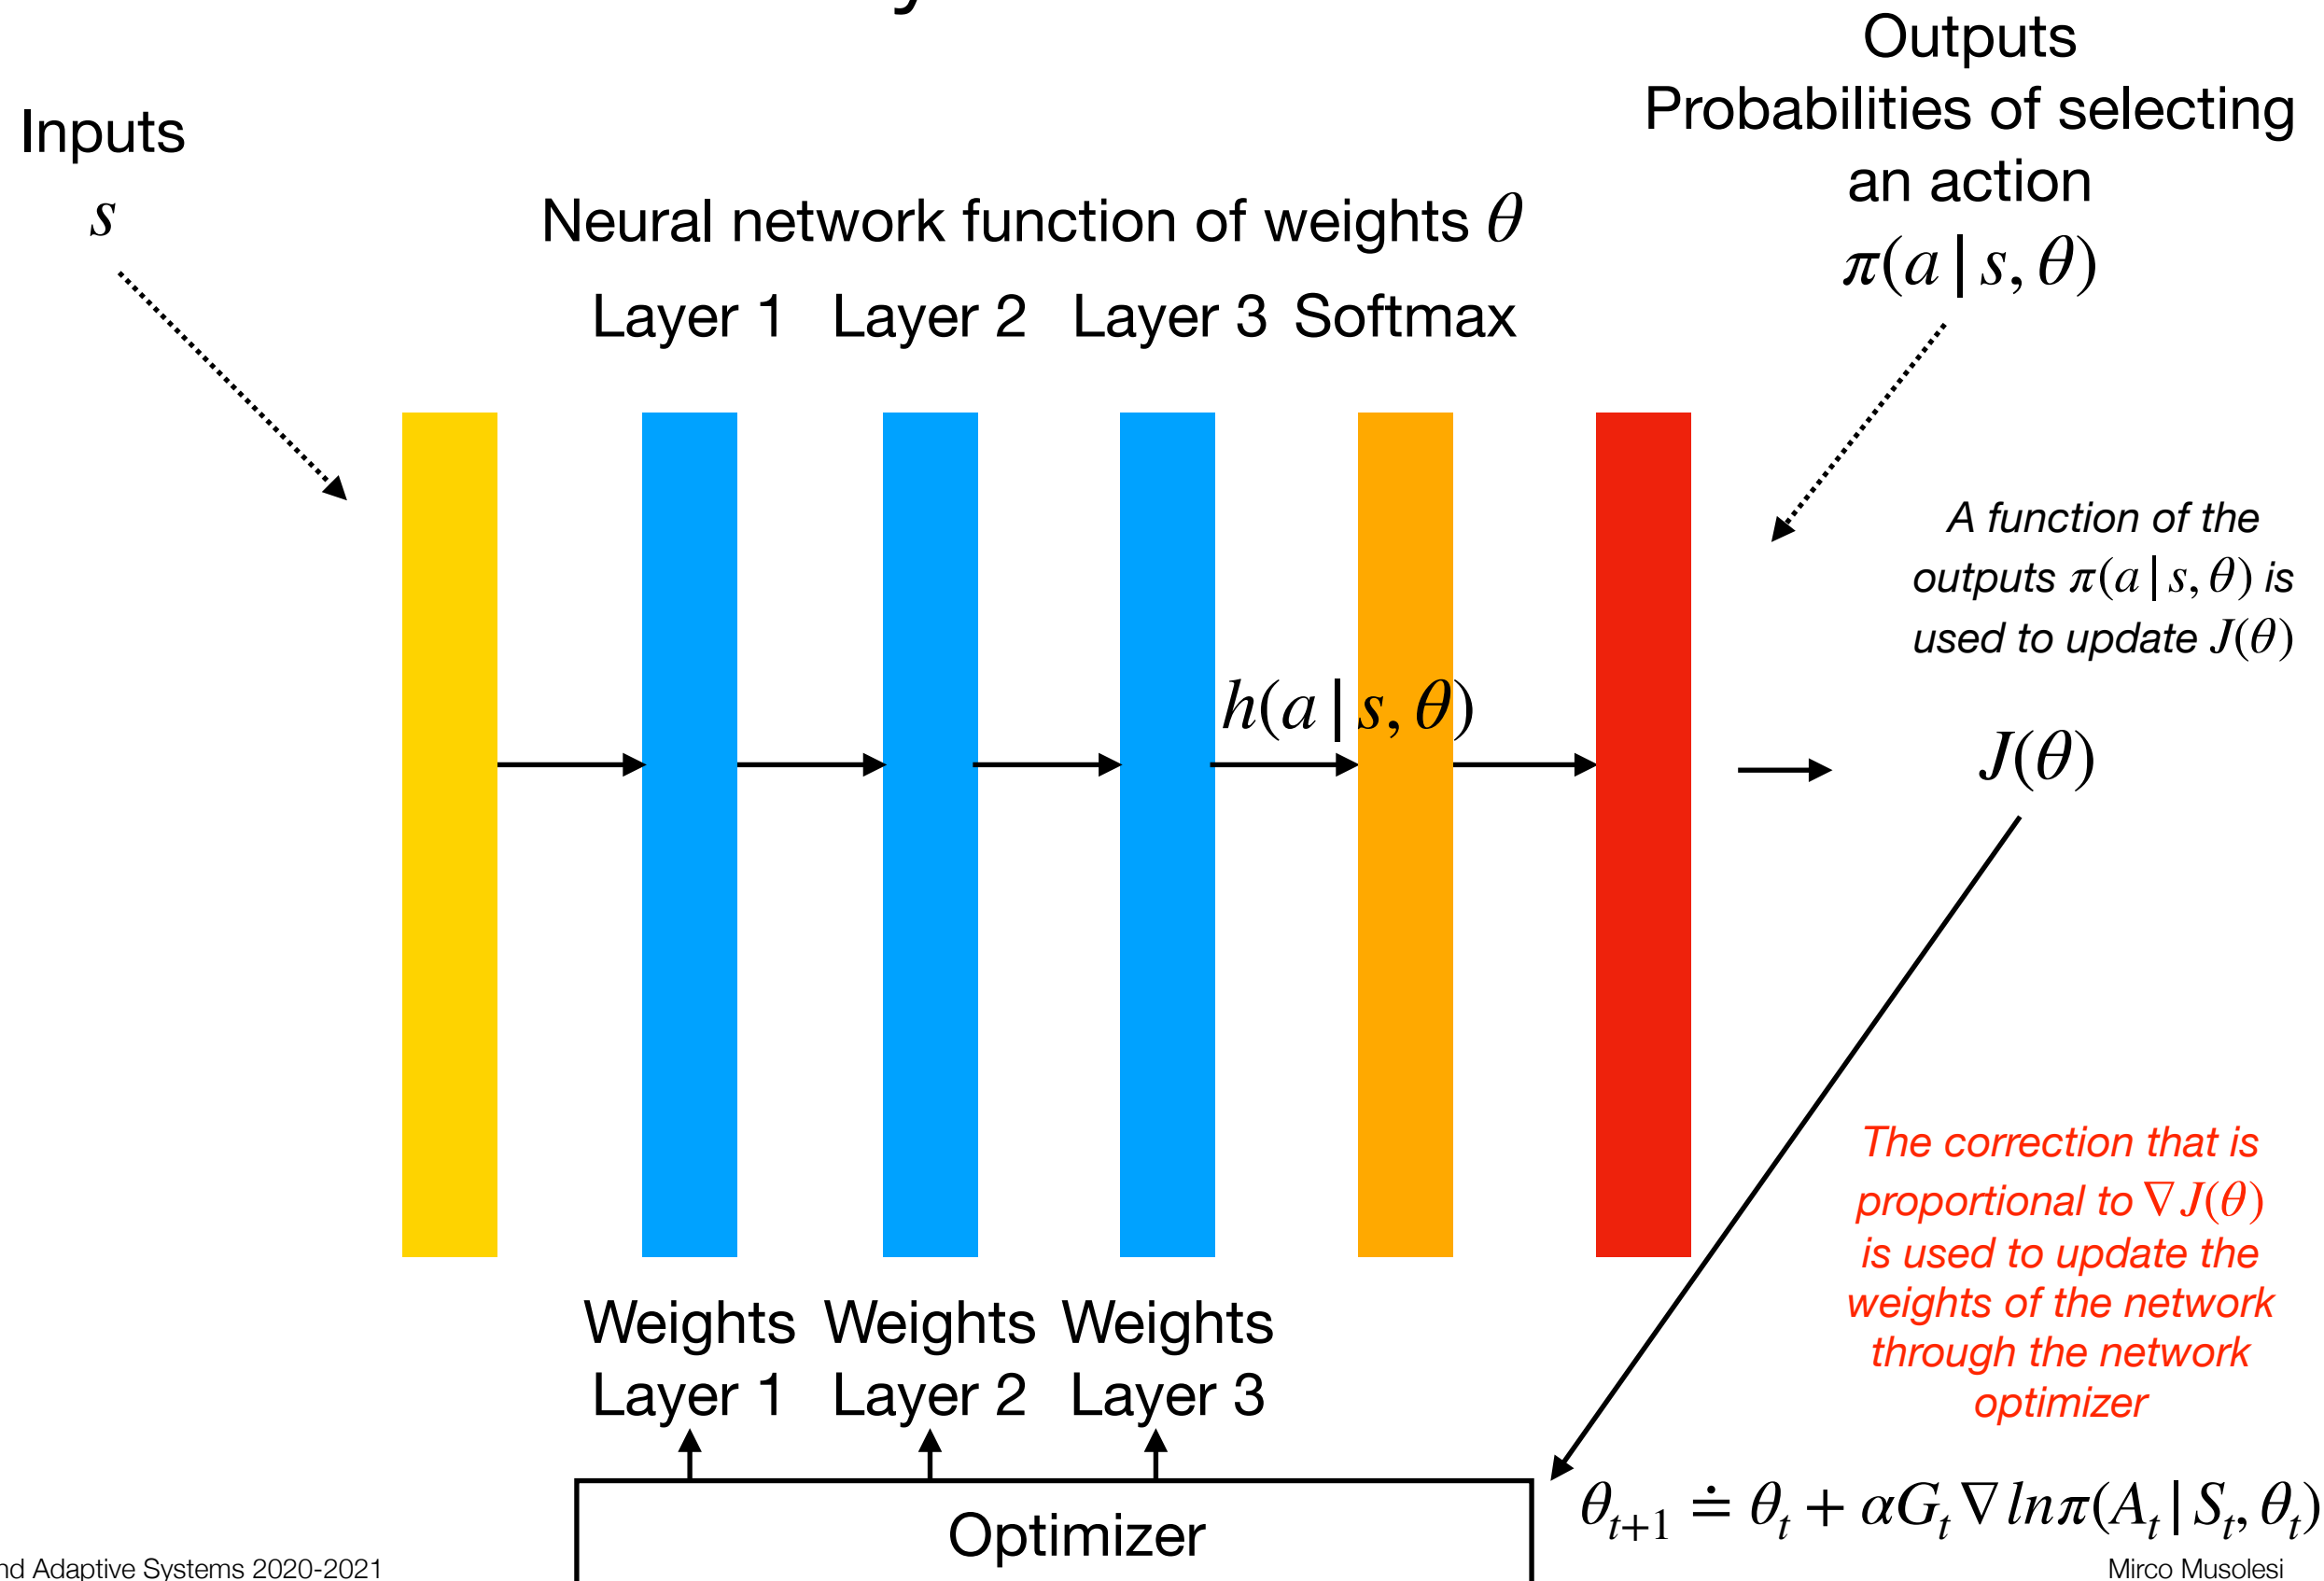 Inputs
s
Neural network function of weights θ
Layer 1 Layer 2 Layer 3 Softmax
Outputs
Probabilities of selecting
an action
π(a | s, θ)
A function of the
outputs π(a | s, θ) is
used to update J(θ)
h(a | s, θ)
J(θ)
The correction that is
proportional to ∇J(θ)
is used to update the
weights of the network
through the network
optimizer
Weights Weights Weights
Layer 1 Layer 2 Layer 3
Optimizer
θ_{t+1} ≐ θ_t + αG_t∇lnπ(A_t | S_t, θ_t)
Adaptive Systems 2020-2021
Mirco Musolesi